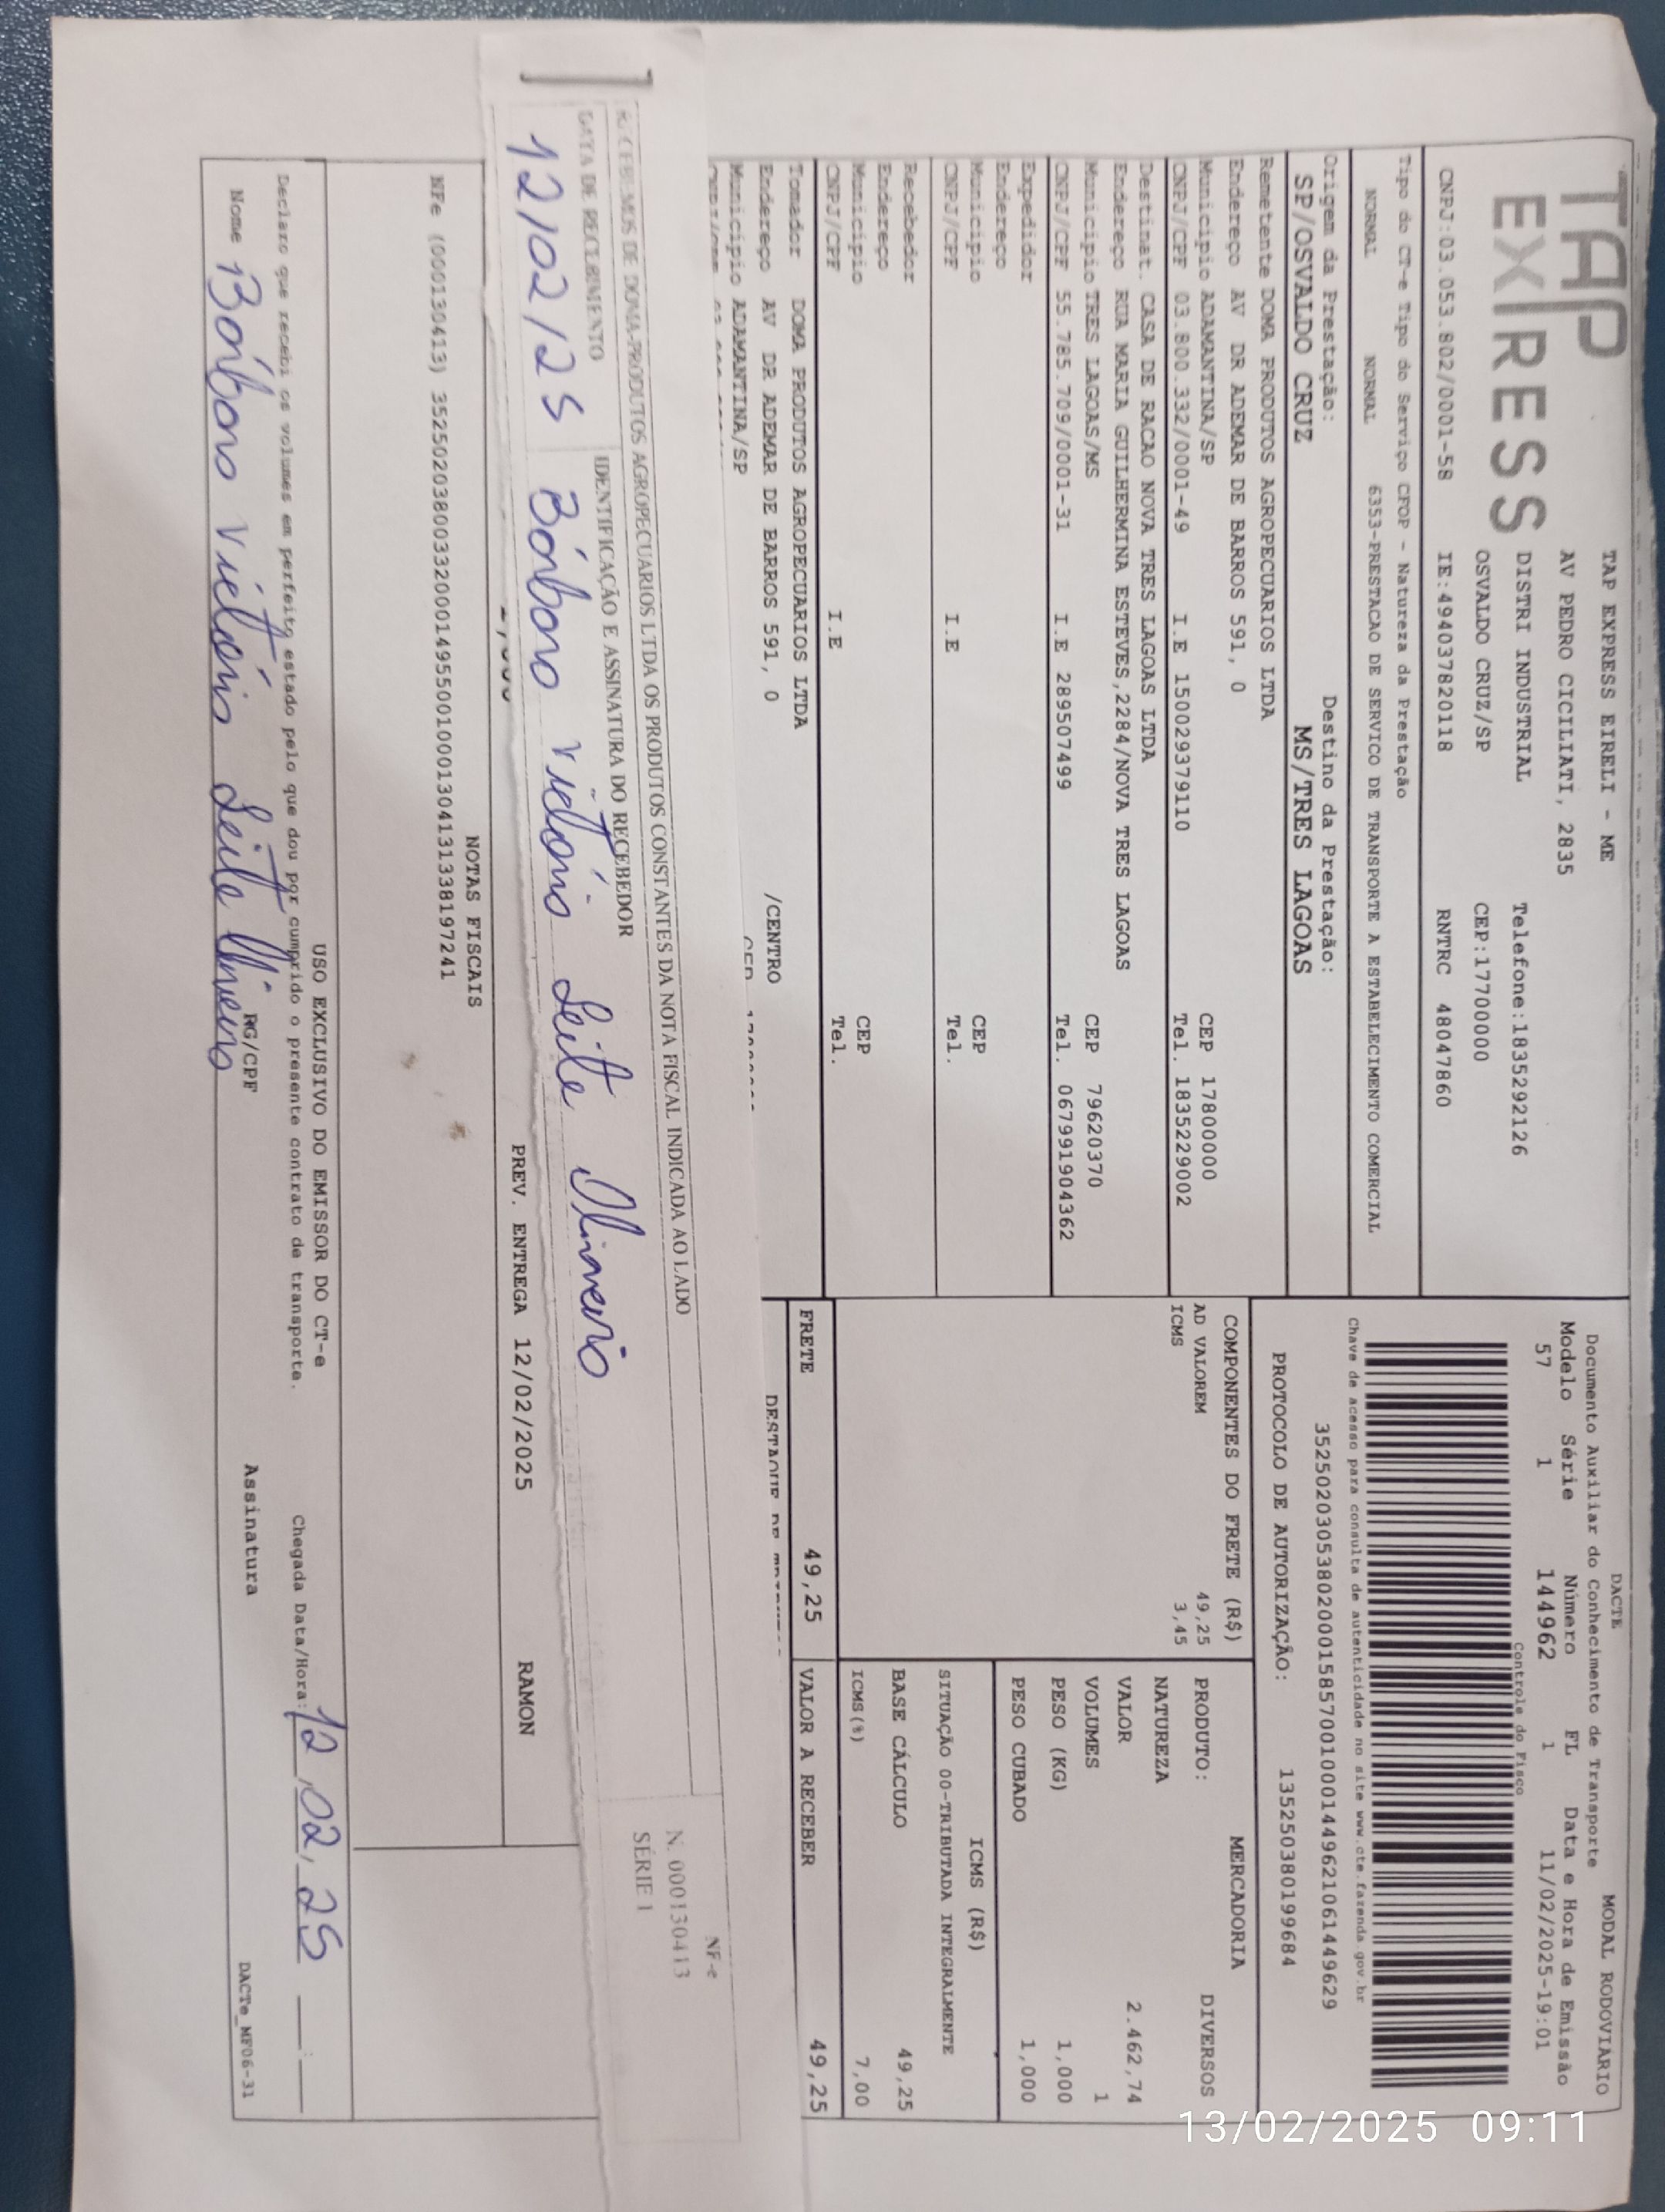 TAP
EXPRESS
TAP EXPRESS EIRELI - ME
AV PEDRO CICILIATI, 2835
DISTRI INDUSTRIAL Telefone:1835292126
OSVALDO CRUZ/SP CEP:17700000
CNPJ:03.053.802/0001-58 IE:494037820118 RNTRC 48047860
DACTE MODAL RODOVIÁRIO
Documento Auxiliar do Conhecimento de Transporte
Modelo Série Número FL Data e Hora de Emissão
57 1 144962 1 11/02/2025-19:01
Controle do Fisco
Chave de acesso para consulta de autenticidade no site www.cte.fazenda.gov.br
35250203053802000158570010001449621061449629
PROTOCOLO DE AUTORIZAÇÃO: 135250380199684
Tipo do CT-e Tipo do Serviço CFOP - Natureza da Prestação
NORMAL NORMAL 6353-PRESTACAO DE SERVICO DE TRANSPORTE A ESTABELECIMENTO COMERCIAL
Origem da Prestação: Destino da Prestação:
SP/OSVALDO CRUZ MS/TRES LAGOAS
Remetente DOMA PRODUTOS AGROPECUARIOS LTDA
Endereço AV DR ADEMAR DE BARROS 591, 0
Municipio ADAMANTINA/SP CEP 17800000
CNPJ/CPF 03.800.332/0001-49 I.E 150029379110 Tel. 1835229002
Destinat. CASA DE RACAO NOVA TRES LAGOAS LTDA
Endereço RUA MARIA GUILHERMINA ESTEVES,2284/NOVA TRES LAGOAS
Municipio TRES LAGOAS/MS CEP 79620370
CNPJ/CPF 55.785.709/0001-31 I.E 289507499 Tel. 067991904362
Expedidor
Endereço
Municipio CEP
CNPJ/CPF I.E Tel.
Recebedor
Endereço
Municipio CEP
CNPJ/CPF I.E Tel.
Tomador DOMA PRODUTOS AGROPECUARIOS LTDA
Endereço AV DR ADEMAR DE BARROS 591, 0 /CENTRO
Municipio ADAMANTINA/SP CEP
COMPONENTES DO FRETE (R$)
AD VALOREM 49,25
ICMS 3,45
MERCADORIA
PRODUTO: DIVERSOS
NATUREZA
VALOR 2.462,74
VOLUMES 1
PESO (KG) 1,000
PESO CUBADO 1,000
ICMS (R$)
SITUAÇÃO 00-TRIBUTADA INTEGRALMENTE
BASE CÁLCULO 49,25
ICMS(%) 7,00
FRETE 49,25 VALOR A RECEBER 49,25
DESTAQUE DE
RECEBEMOS DE DOMA-PRODUTOS AGROPECUARIOS LTDA OS PRODUTOS CONSTANTES DA NOTA FISCAL INDICADA AO LADO
DATA DE RECEBIMENTO IDENTIFICAÇÃO E ASSINATURA DO RECEBEDOR
12/02/25 Bárbara Victória Leite
NF-e
N. 000130413
SÉRIE 1
PREV. ENTREGA 12/02/2025 RAMON
NOTAS FISCAIS
NFe (000130413) 35250203800332000149550010001304131338197241
USO EXCLUSIVO DO EMISSOR DO CT-e
Declaro que recebi os volumes em perfeito estado pelo que dou por cumprido o presente contrato de transporte.
Chegada Data/Hora: 12,02,25 :
Nome Bárbara Victória Leite RG/CPF Assinatura
DACTe_MF06-31
13/02/2025 09:11